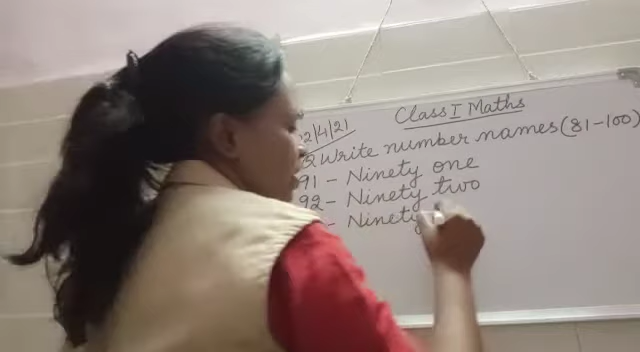 Class I Maths
2/4/21
Write number names (81-100)
91 - Ninety one
92 - Ninety two
- Ninety